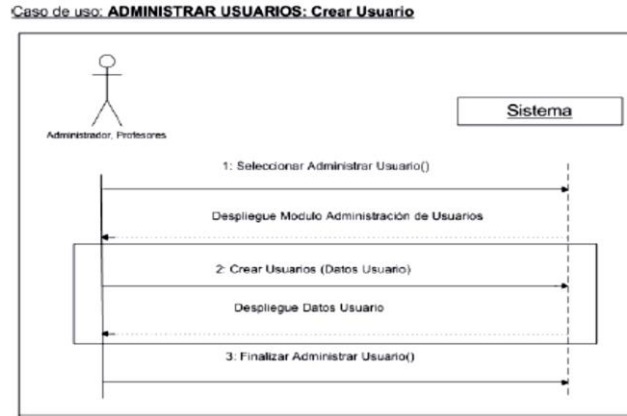 Caso de uso: ADMINISTRAR USUARIOS: Crear Usuario
Sistema
Administrador, Profesores
1: Seleccionar Administrar Usuario()
Despliegue Modulo Administración de Usuarios
2: Crear Usuarios (Datos Usuario)
Despliegue Datos Usuario
3: Finalizar Administrar Usuario()